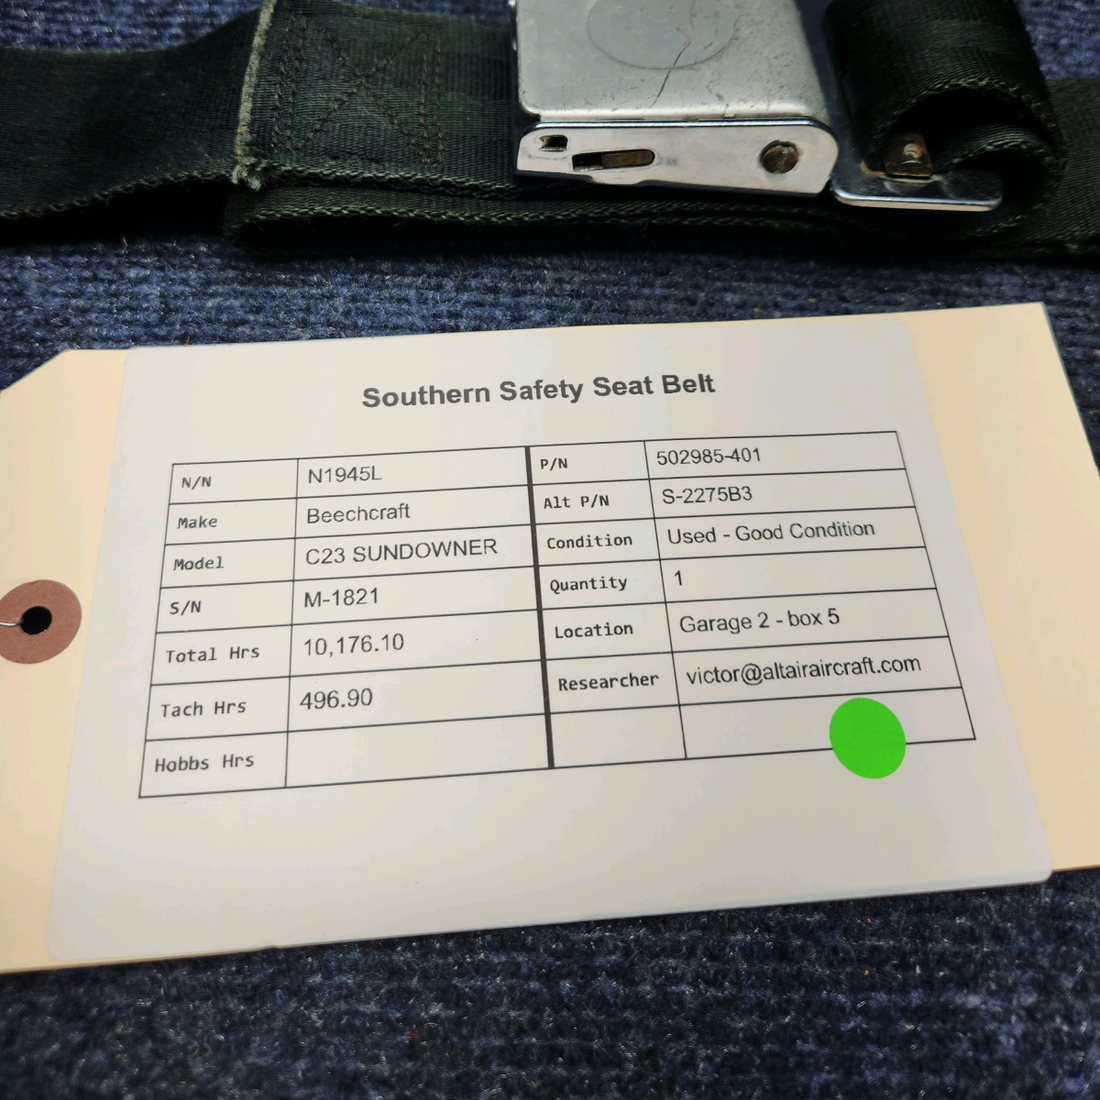 Southern Safety Seat Belt
N/N N1945L P/N 502985-401
Make Beechcraft Alt P/N S-2275B3
Model C23 SUNDOWNER Condition Used - Good Condition
S/N M-1821 Quantity 1
Total Hrs 10,176.10 Location Garage 2 - box 5
Tach Hrs 496.90 Researcher victor@altairaircraft.com
Hobbs Hrs